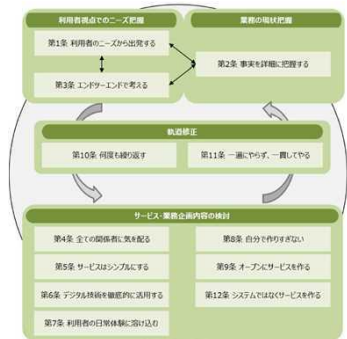 利用者視点でのニーズ把握
業務の現状把握
第1条 利用者のニーズから出発する
第2条 事実を詳細に把握する
第3条 エンドツーエンドで考える
軌道修正
第10条 何度も繰り返す
第11条 一遍にやらず、一貫してやる
サービス・業務企画内容の検討
第4条 全ての関係者に気を配る
第8条 自分で作りすぎない
第5条 サービスはシンプルにする
第9条 オープンにサービスを作る
第6条 デジタル技術を徹底的に活用する
第12条 システムではなくサービスを作る
第7条 利用者の日常体験に溶け込む